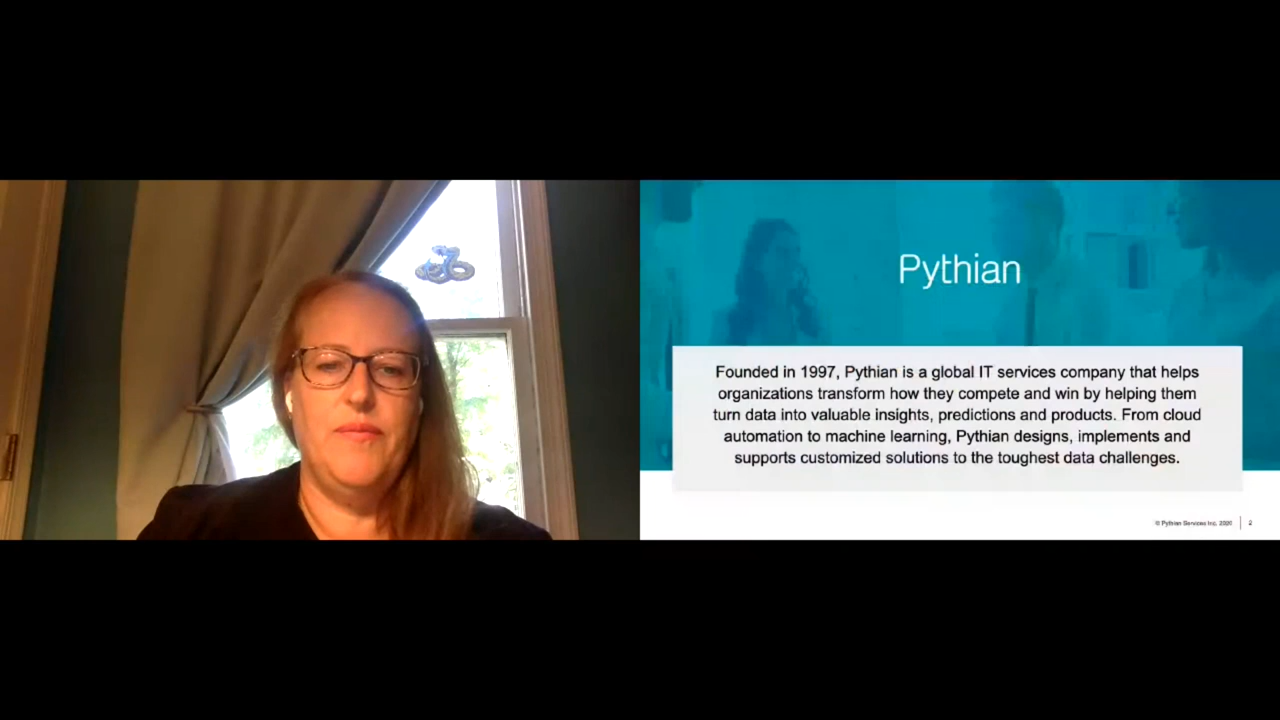 Pythian
Founded in 1997, Pythian is a global IT services company that helps
organizations transform how they compete and win by helping them
turn data into valuable insights, predictions and products. From cloud
automation to machine learning, Pythian designs, implements and
supports customized solutions to the toughest data challenges.
© Pythian Services Inc. 2020 | 2